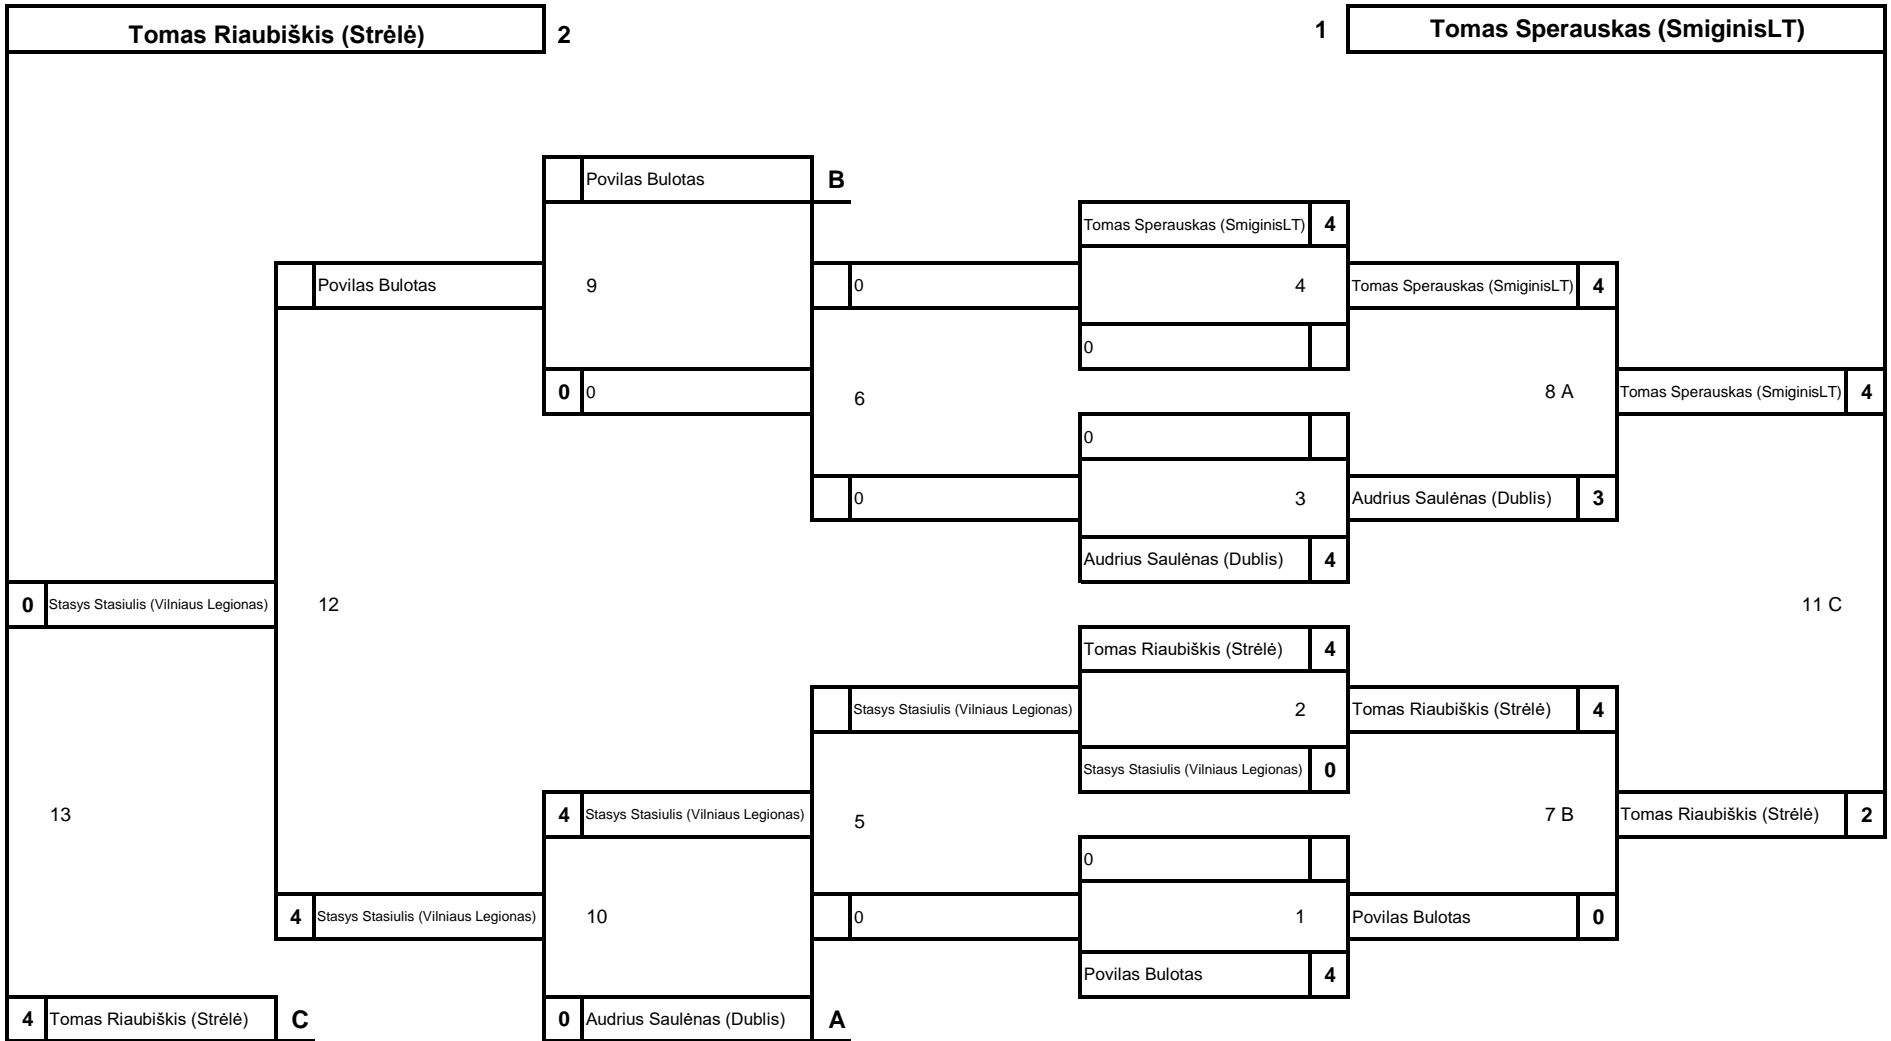 Tomas Riaubiškis (Strėlė) 2
1 Tomas Sperauskas (SmiginisLT)
Povilas Bulotas B
Tomas Sperauskas (SmiginisLT) 4
Povilas Bulotas
9
0
4
Tomas Sperauskas (SmiginisLT) 4
0
0 0
6
8 A
Tomas Sperauskas (SmiginisLT) 4
0
0
3
Audrius Saulėnas (Dublis) 3
Audrius Saulėnas (Dublis) 4
0 Stasys Stasiulis (Vilniaus Legionas)
12
11 C
Tomas Riaubiškis (Strėlė) 4
Stasys Stasiulis (Vilniaus Legionas)
2
Tomas Riaubiškis (Strėlė) 4
Stasys Stasiulis (Vilniaus Legionas) 0
13
4 Stasys Stasiulis (Vilniaus Legionas)
5
7 B
Tomas Riaubiškis (Strėlė) 2
0
4 Stasys Stasiulis (Vilniaus Legionas)
10
0
1
Povilas Bulotas 0
Povilas Bulotas 4
4 Tomas Riaubiškis (Strėlė) C
0 Audrius Saulėnas (Dublis) A